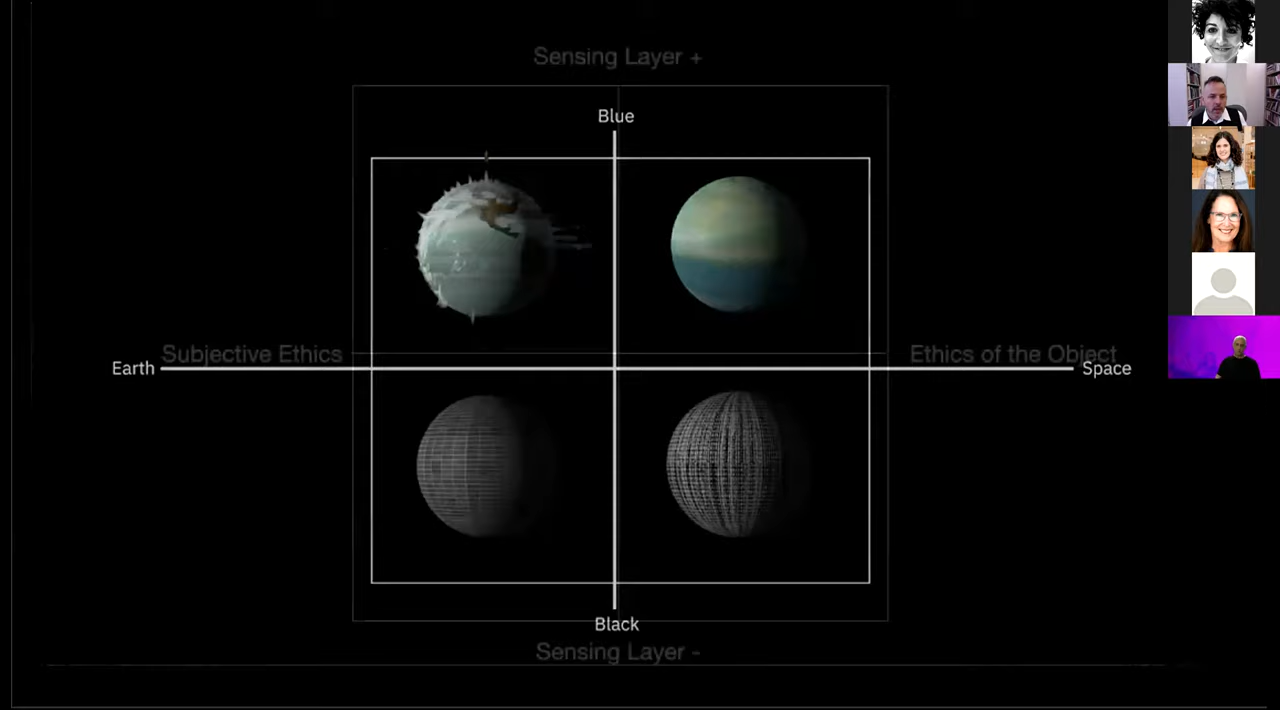 Sensing Layer +
Blue
Subjective Ethics
Ethics of the Object
Earth
Space
Black
Sensing Layer -